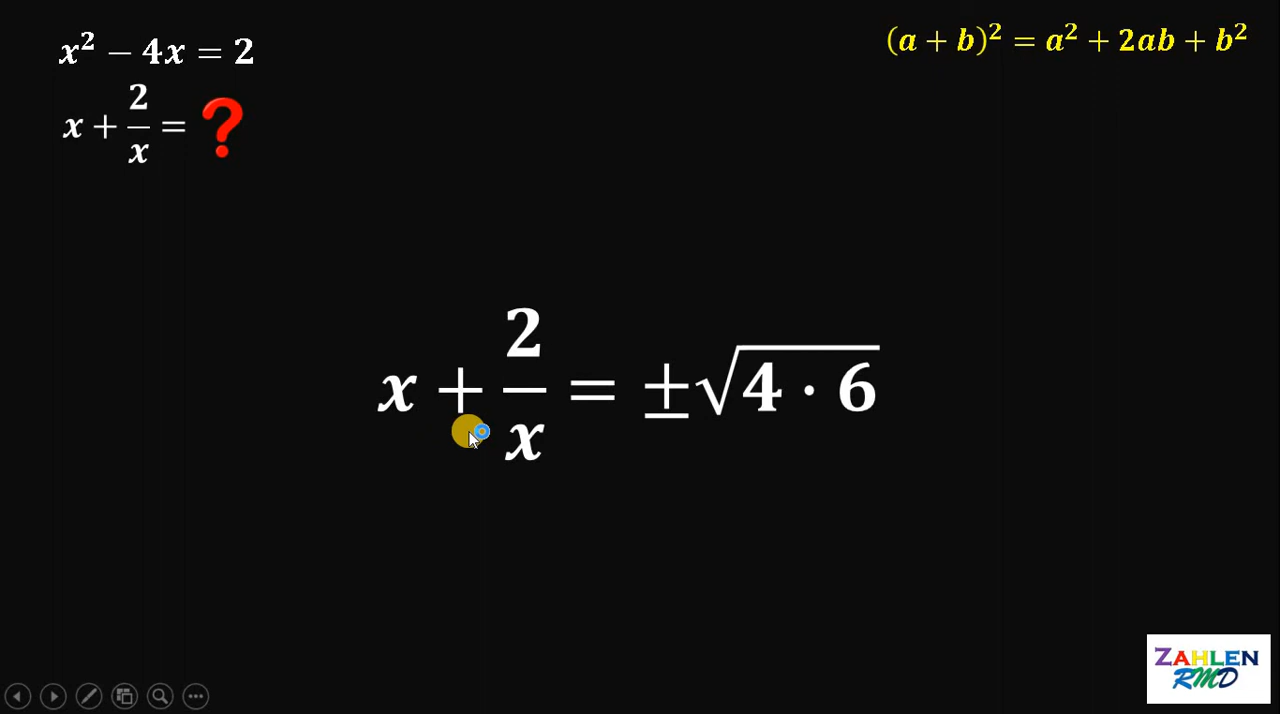 x² − 4x = 2
(a + b)² = a² + 2ab + b²
x + 2/x = ❓
x + 2/x = ±√4 · 6
ZAHLEN
RMD